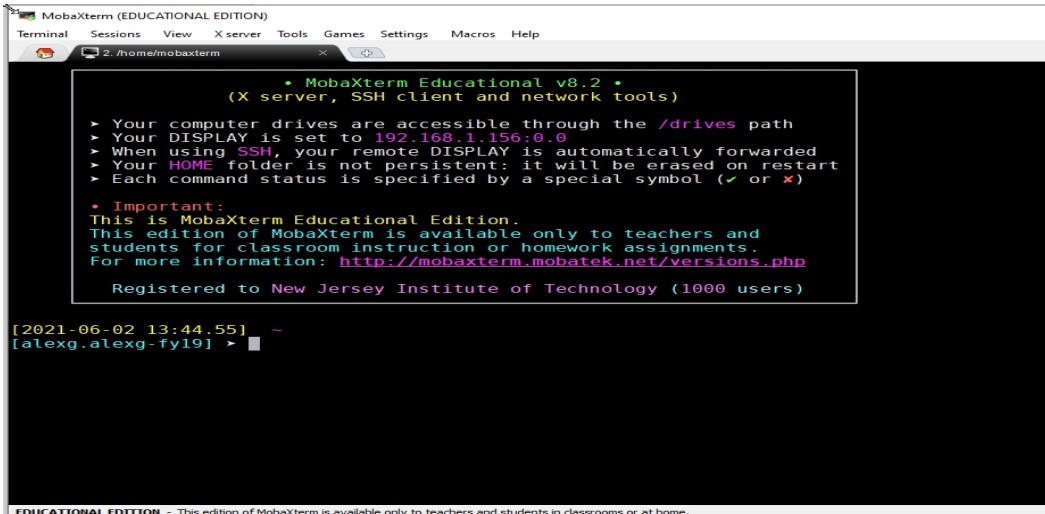 MobaXterm (EDUCATIONAL EDITION)
Terminal Sessions View X server Tools Games Settings Macros Help
2. /home/mobaxterm
• MobaXterm Educational v8.2 •
(X server, SSH client and network tools)
➤ Your computer drives are accessible through the /drives path
➤ Your DISPLAY is set to 192.168.1.156:0.0
➤ When using SSH, your remote DISPLAY is automatically forwarded
➤ Your HOME folder is not persistent: it will be erased on restart
➤ Each command status is specified by a special symbol (✔ or ✘)
• Important:
This is MobaXterm Educational Edition.
This edition of MobaXterm is available only to teachers and
students for classroom instruction or homework assignments.
For more information: http://mobaxterm.mobatek.net/versions.php
Registered to New Jersey Institute of Technology (1000 users)
[2021-06-02 13:44.55] ~
[alexg.alexg-fy19] ➤
EDUCATIONAL EDITION - This edition of MobaXterm is available only to teachers and students in classrooms or at home.